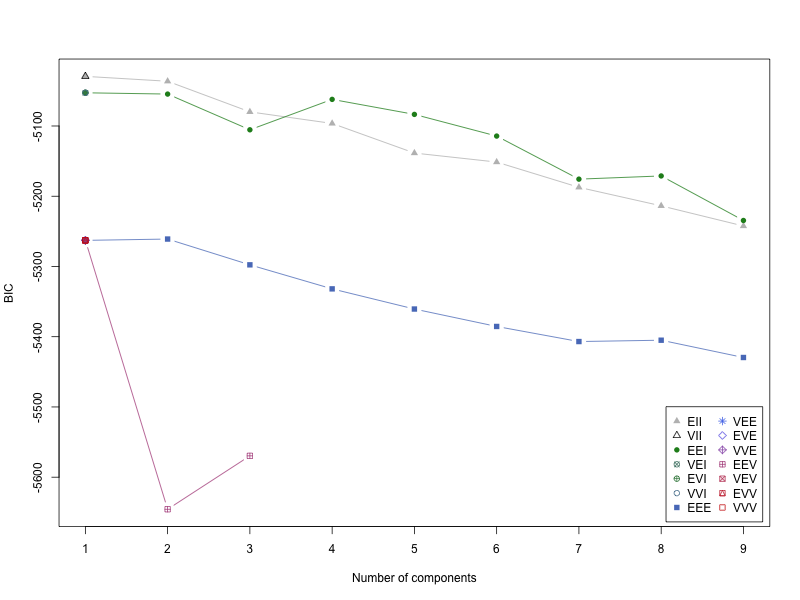 -5100
-5200
-5300
-5400
-5500
-5600
BIC
EII VEE
VII EVE
EEI VVE
VEI EEV
EVI VEV
VVI EVV
EEE VVV
1 2 3 4 5 6 7 8 9
Number of components